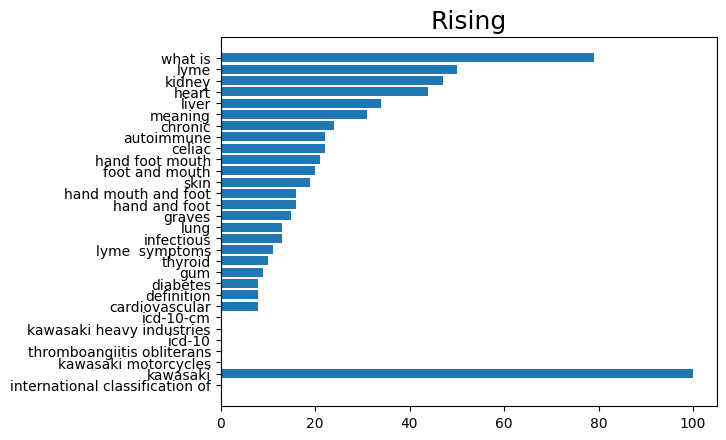 Rising
what is
lyme
kidney
heart
liver
meaning
chronic
autoimmune
celiac
hand foot mouth
foot and mouth
skin
hand mouth and foot
hand and foot
graves
lung
infectious
lyme  symptoms
thyroid
gum
diabetes
definition
cardiovascular
icd-10-cm
kawasaki heavy industries
icd-10
thromboangiitis obliterans
kawasaki motorcycles
kawasaki
international classification of
0 20 40 60 80 100